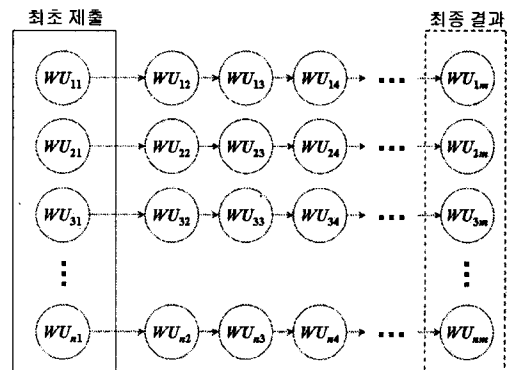 최초 제출 최종 결과
WU11 WU12 WU13 WU14 ... WU1m
WU21 WU22 WU23 WU24 ... WU2m
WU31 WU32 WU33 WU34 ... WU3m
WUn1 WUn2 WUn3 WUn4 ... WUnm